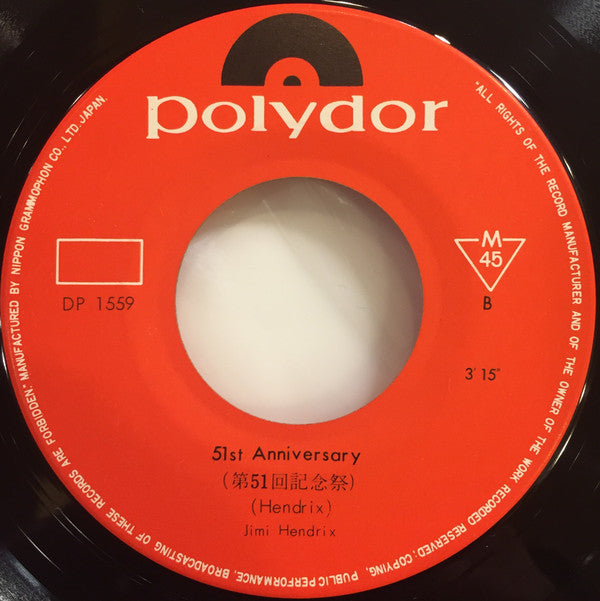 polydor
M
45
DP 1559
B
3′ 15″
51st Anniversary
(第51回記念祭)
(Hendrix)
Jimi Hendrix
"ALL RIGHTS OF THE RECORD MANUFACTURER AND OF THE OWNER OF THE WORK RECORDED RESERVED: COPYING, PUBLIC PERFORMANCE, BROADCASTING OF THESE RECORDS ARE FORBIDDEN." MANUFACTURED BY NIPPON GRAMMOPHON CO., LTD. JAPAN.